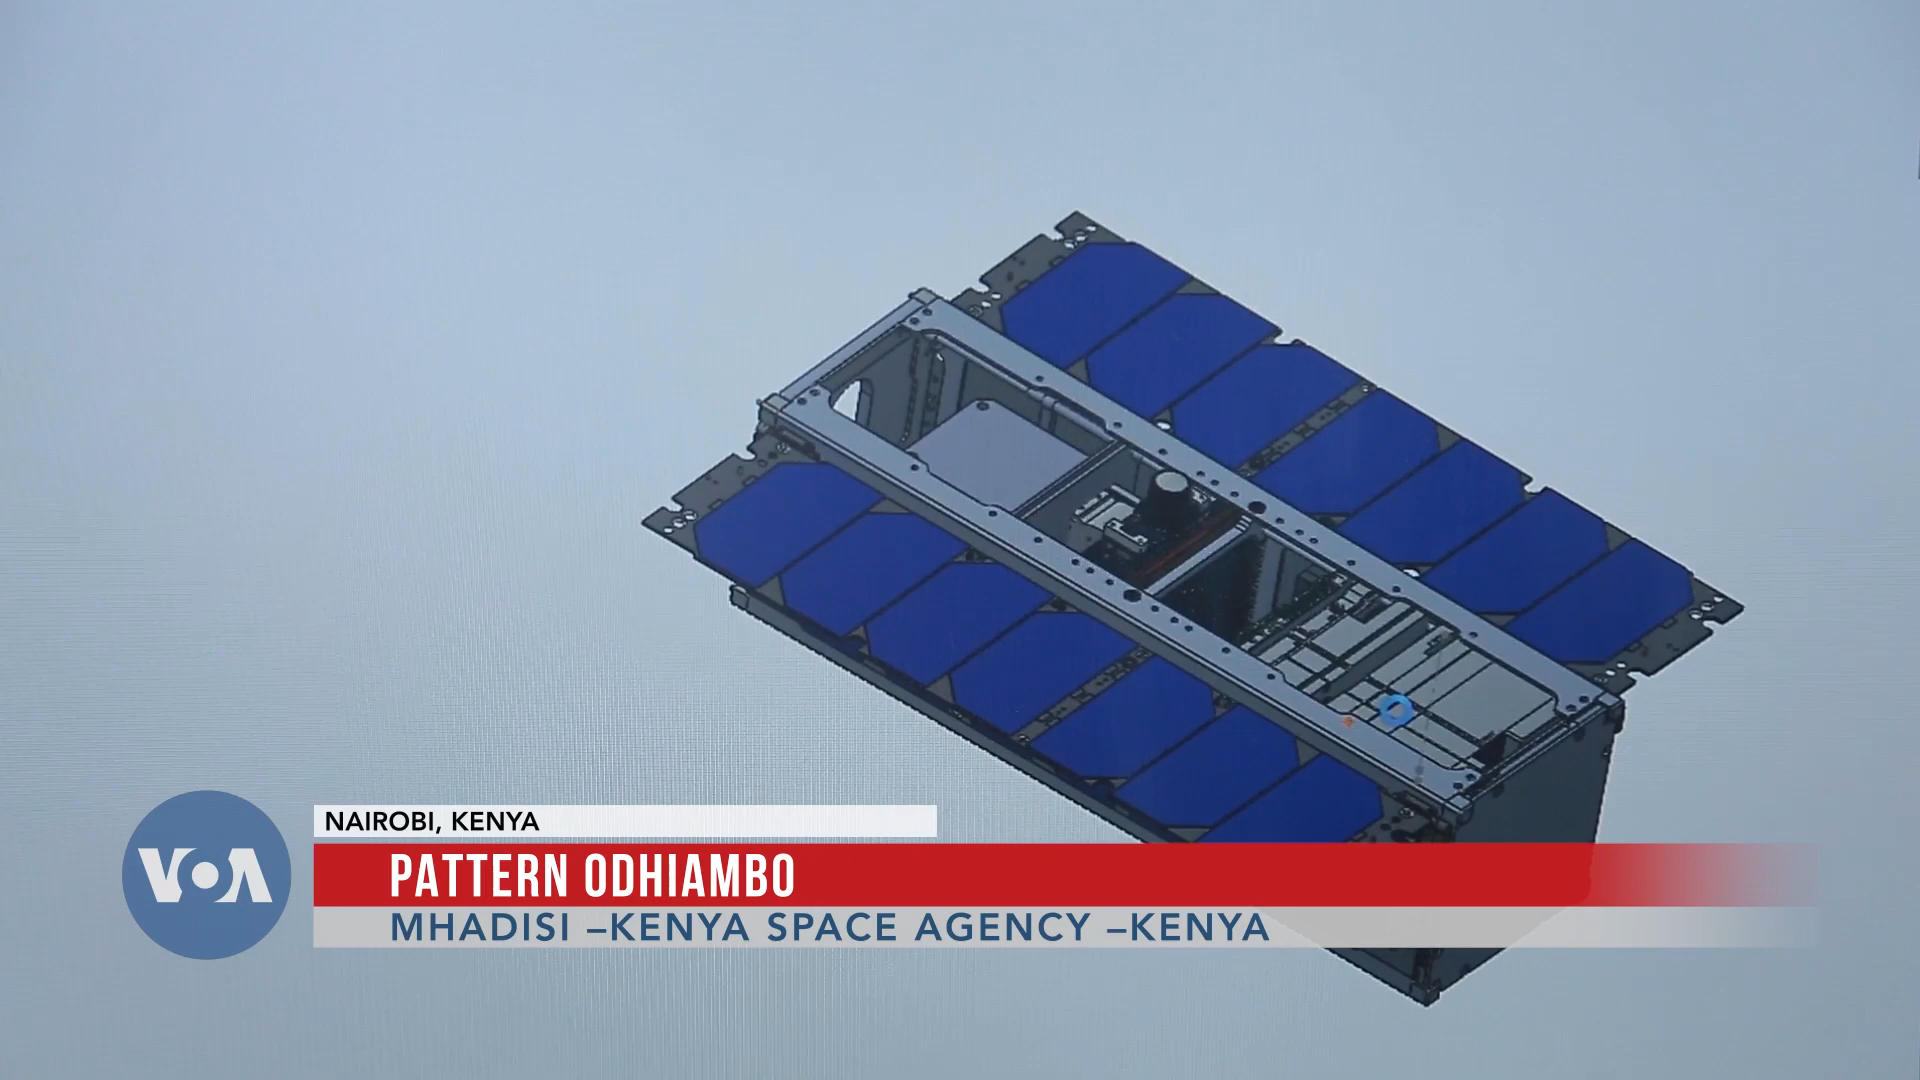 NAIROBI, KENYA
VOA
PATTERN ODHIAMBO
MHADISI –KENYA SPACE AGENCY –KENYA